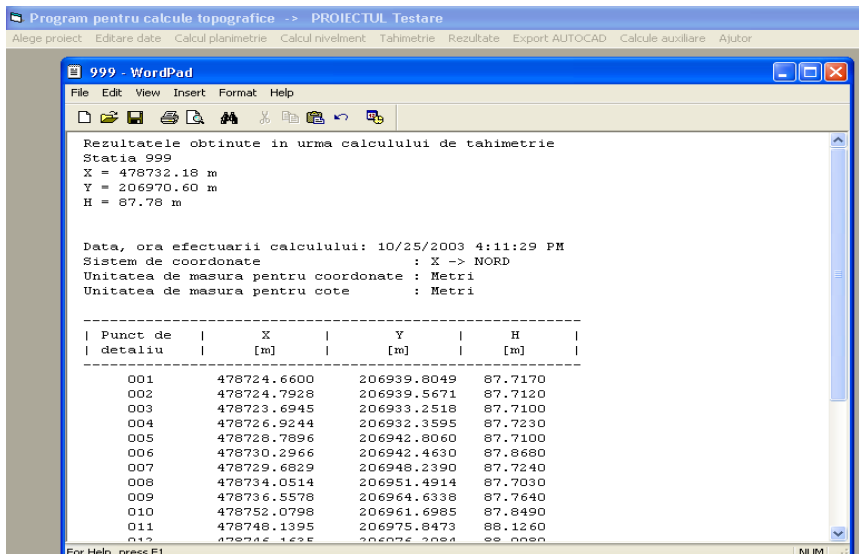 Program pentru calcule topografice -> PROIECTUL Testare
Alege proiect Editare date Calcul planimetrie Calcul nivelment Tahimetrie Rezultate Export AUTOCAD Calcule auxiliare Ajutor
999 - WordPad
File Edit View Insert Format Help
Rezultatele obtinute in urma calculului de tahimetrie
Statia 999
X = 478732.18 m
Y = 206970.60 m
H = 87.78 m
Data, ora efectuarii calculului: 10/25/2003 4:11:29 PM
Sistem de coordonate : X -> NORD
Unitatea de masura pentru coordonate : Metri
Unitatea de masura pentru cote : Metri
| Punct de | X | Y | H |
| detaliu | [m] | [m] | [m] |
001 478724.6600 206939.8049 87.7170
002 478724.7928 206939.5671 87.7120
003 478723.6945 206933.2518 87.7100
004 478726.9244 206932.3595 87.7230
005 478728.7896 206942.8060 87.7100
006 478730.2966 206942.4630 87.8680
007 478729.6829 206948.2390 87.7240
008 478734.0514 206951.4914 87.7030
009 478736.5578 206964.6338 87.7640
010 478752.0798 206961.6985 87.8490
011 478748.1395 206975.8473 88.1260
012 478746.1635 206976.2084 88.0080
For Help, press F1 NUM